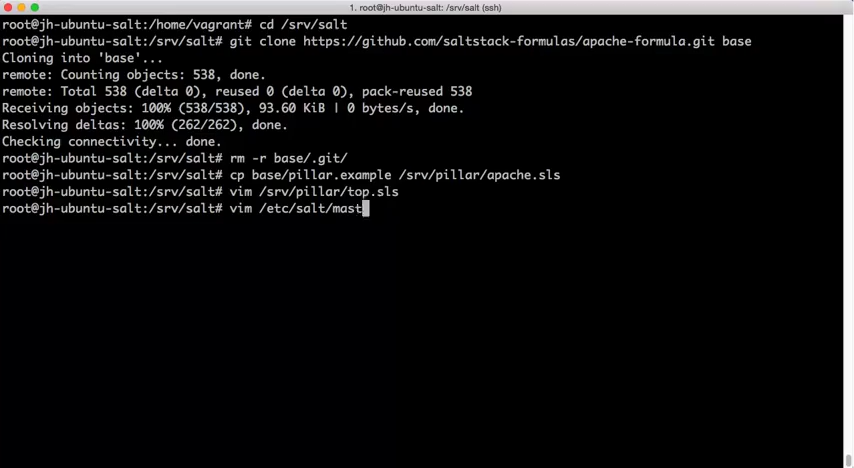 1. root@jh-ubuntu-salt: /srv/salt (ssh)
root@jh-ubuntu-salt:/home/vagrant# cd /srv/salt
root@jh-ubuntu-salt:/srv/salt# git clone https://github.com/saltstack-formulas/apache-formula.git base
Cloning into 'base'...
remote: Counting objects: 538, done.
remote: Total 538 (delta 0), reused 0 (delta 0), pack-reused 538
Receiving objects: 100% (538/538), 93.60 KiB | 0 bytes/s, done.
Resolving deltas: 100% (262/262), done.
Checking connectivity... done.
root@jh-ubuntu-salt:/srv/salt# rm -r base/.git/
root@jh-ubuntu-salt:/srv/salt# cp base/pillar.example /srv/pillar/apache.sls
root@jh-ubuntu-salt:/srv/salt# vim /srv/pillar/top.sls
root@jh-ubuntu-salt:/srv/salt# vim /etc/salt/mast